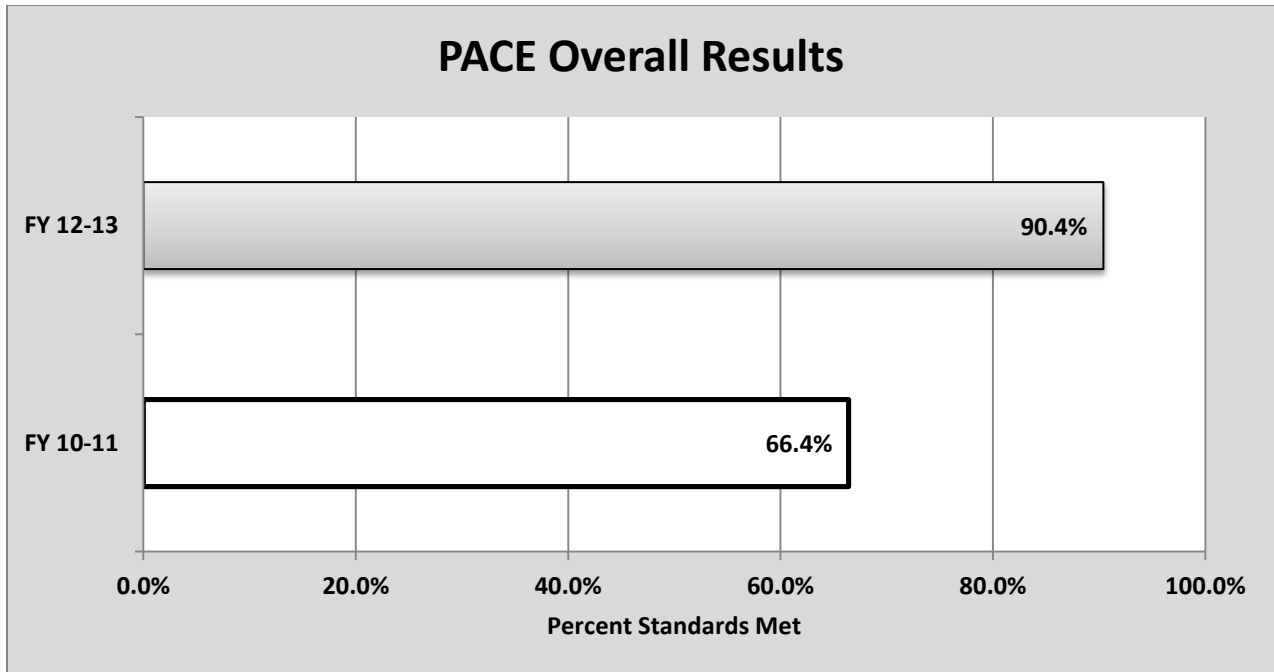 PACE Overall Results
FY 12-13
90.4%
FY 10-11
66.4%
0.0% 20.0% 40.0% 60.0% 80.0% 100.0%
Percent Standards Met